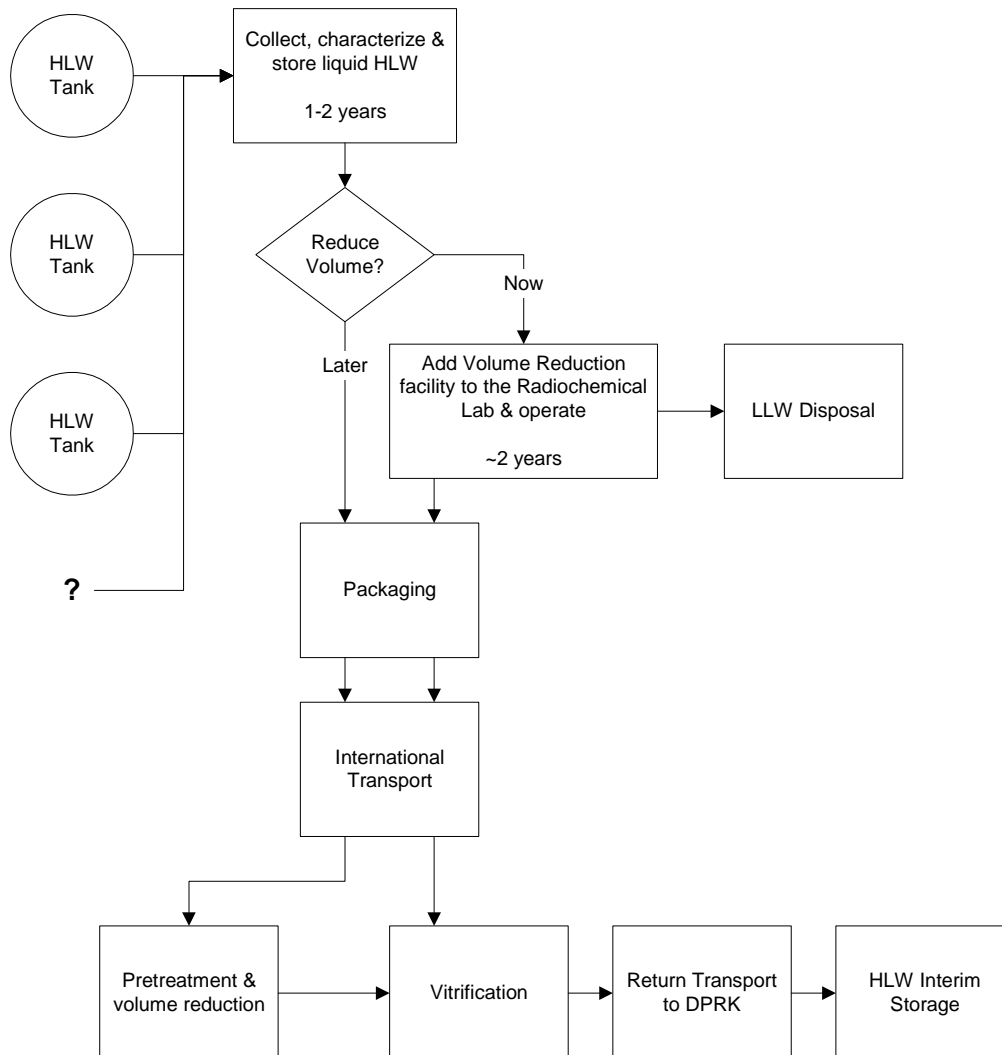 HLW
Tank
Collect, characterize &
store liquid HLW
1-2 years
HLW
Tank
Reduce
Volume?
Now
Later
HLW
Tank
Add Volume Reduction
facility to the Radiochemical
Lab & operate
~2 years
LLW Disposal
?
Packaging
International
Transport
Pretreatment &
volume reduction
Vitrification
Return Transport
to DPRK
HLW Interim
Storage